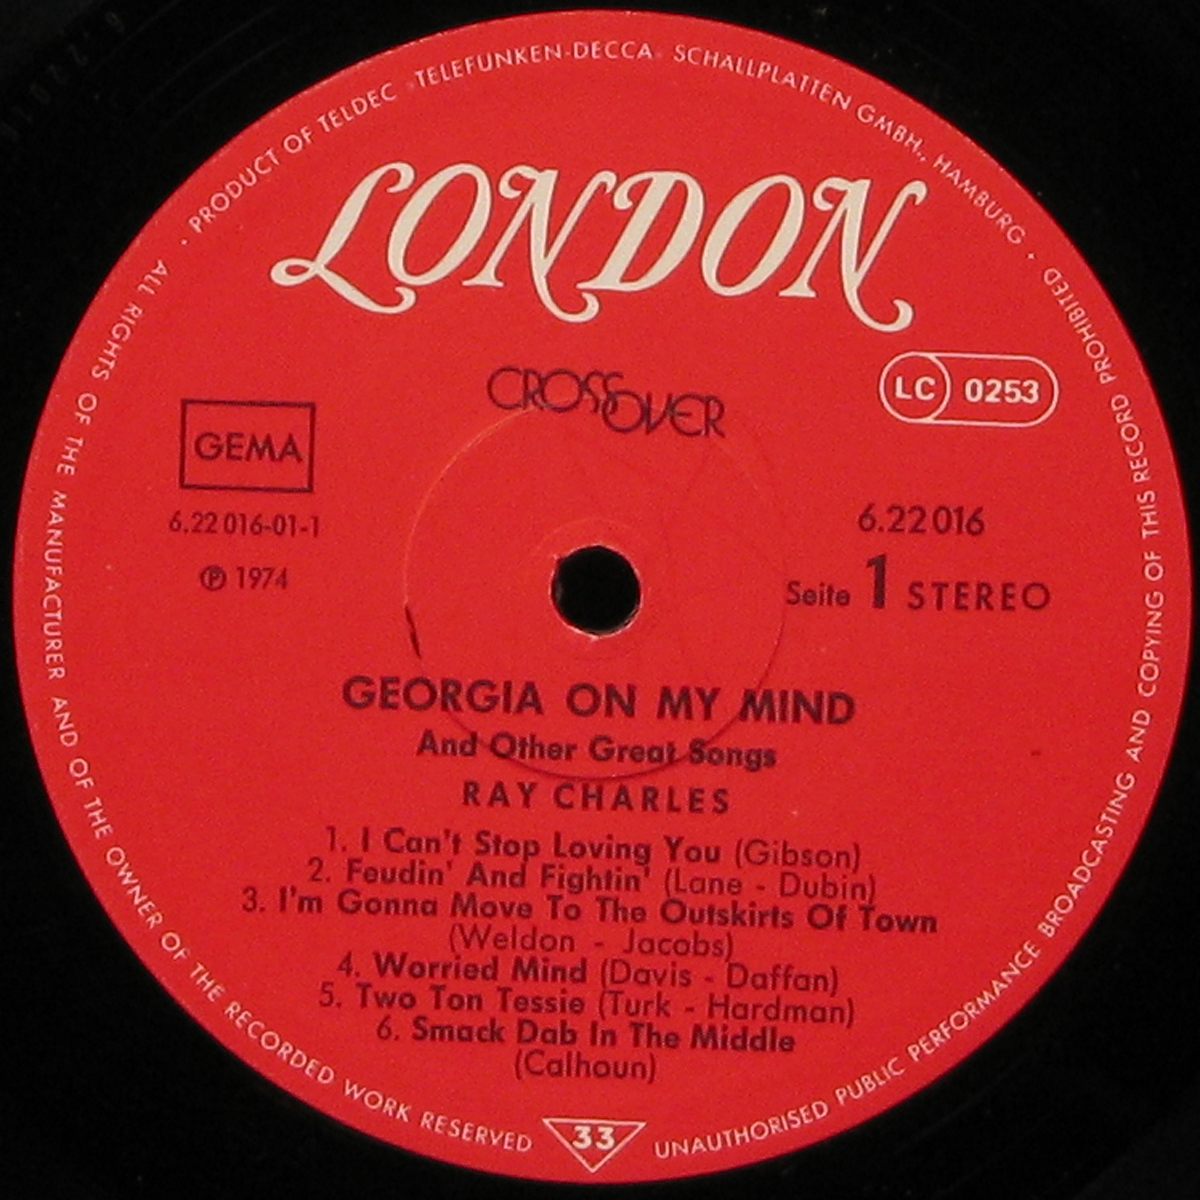 · PRODUCT OF TELDEC »TELEFUNKEN-DECCA« SCHALLPLATTEN GMBH., HAMBURG ·
LONDON
CROSSOVER
LC 0253
GEMA
6.22016-01-1
℗ 1974
6.22016
Seite 1 STEREO
GEORGIA ON MY MIND
And Other Great Songs
RAY CHARLES
1. I Can't Stop Loving You (Gibson)
2. Feudin' And Fightin' (Lane - Dubin)
3. I'm Gonna Move To The Outskirts Of Town
(Weldon - Jacobs)
4. Worried Mind (Davis - Daffan)
5. Two Ton Tessie (Turk - Hardman)
6. Smack Dab In The Middle
(Calhoun)
33
ALL RIGHTS OF THE MANUFACTURER AND OF THE OWNER OF THE RECORDED WORK RESERVED
UNAUTHORISED PUBLIC PERFORMANCE BROADCASTING AND COPYING OF THIS RECORD PROHIBITED